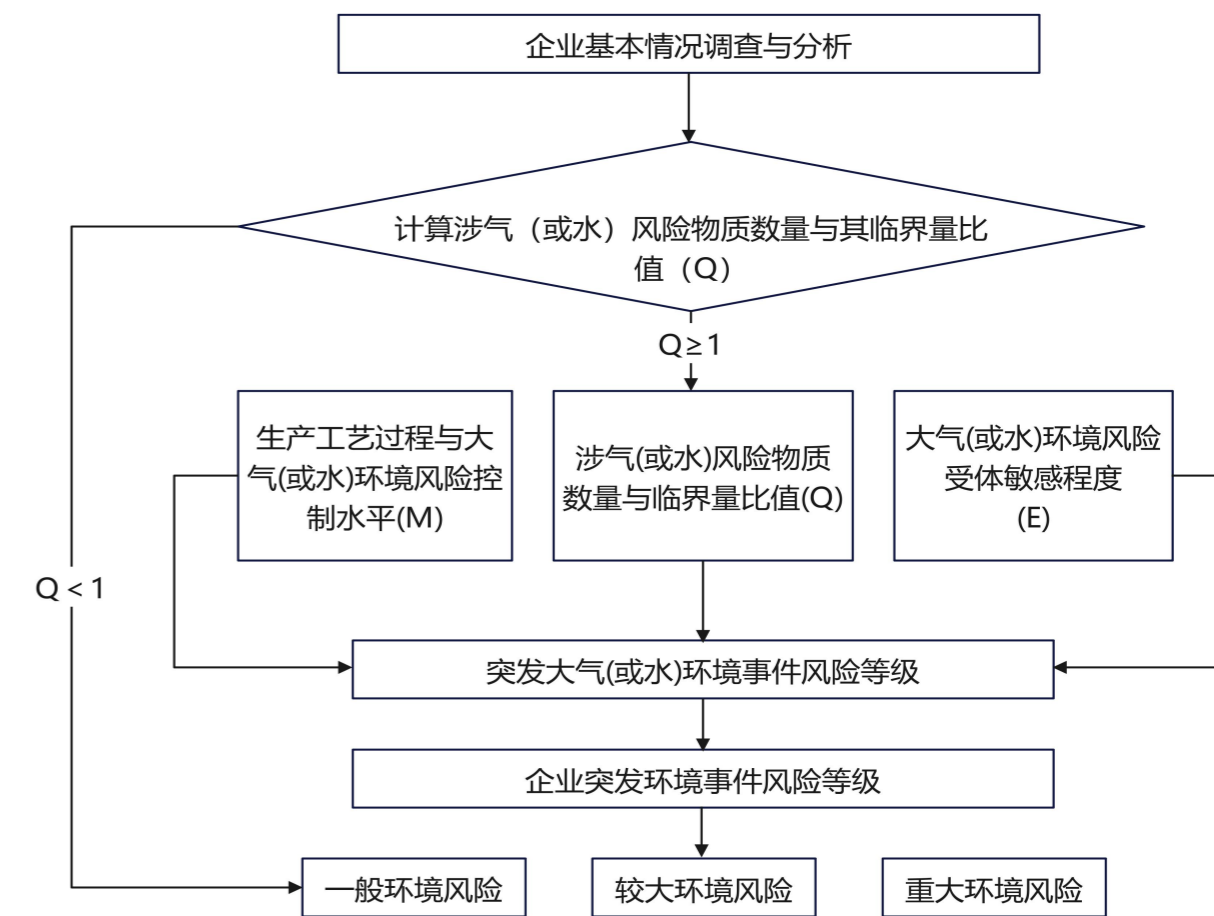 企业基本情况调查与分析
计算涉气（或水）风险物质数量与其临界量比
值（Q）
Q≥1
生产工艺过程与大
气(或水)环境风险控
制水平(M)
涉气(或水)风险物质
数量与临界量比值(Q)
大气(或水)环境风险
受体敏感程度
(E)
Q＜1
突发大气(或水)环境事件风险等级
企业突发环境事件风险等级
一般环境风险
较大环境风险
重大环境风险